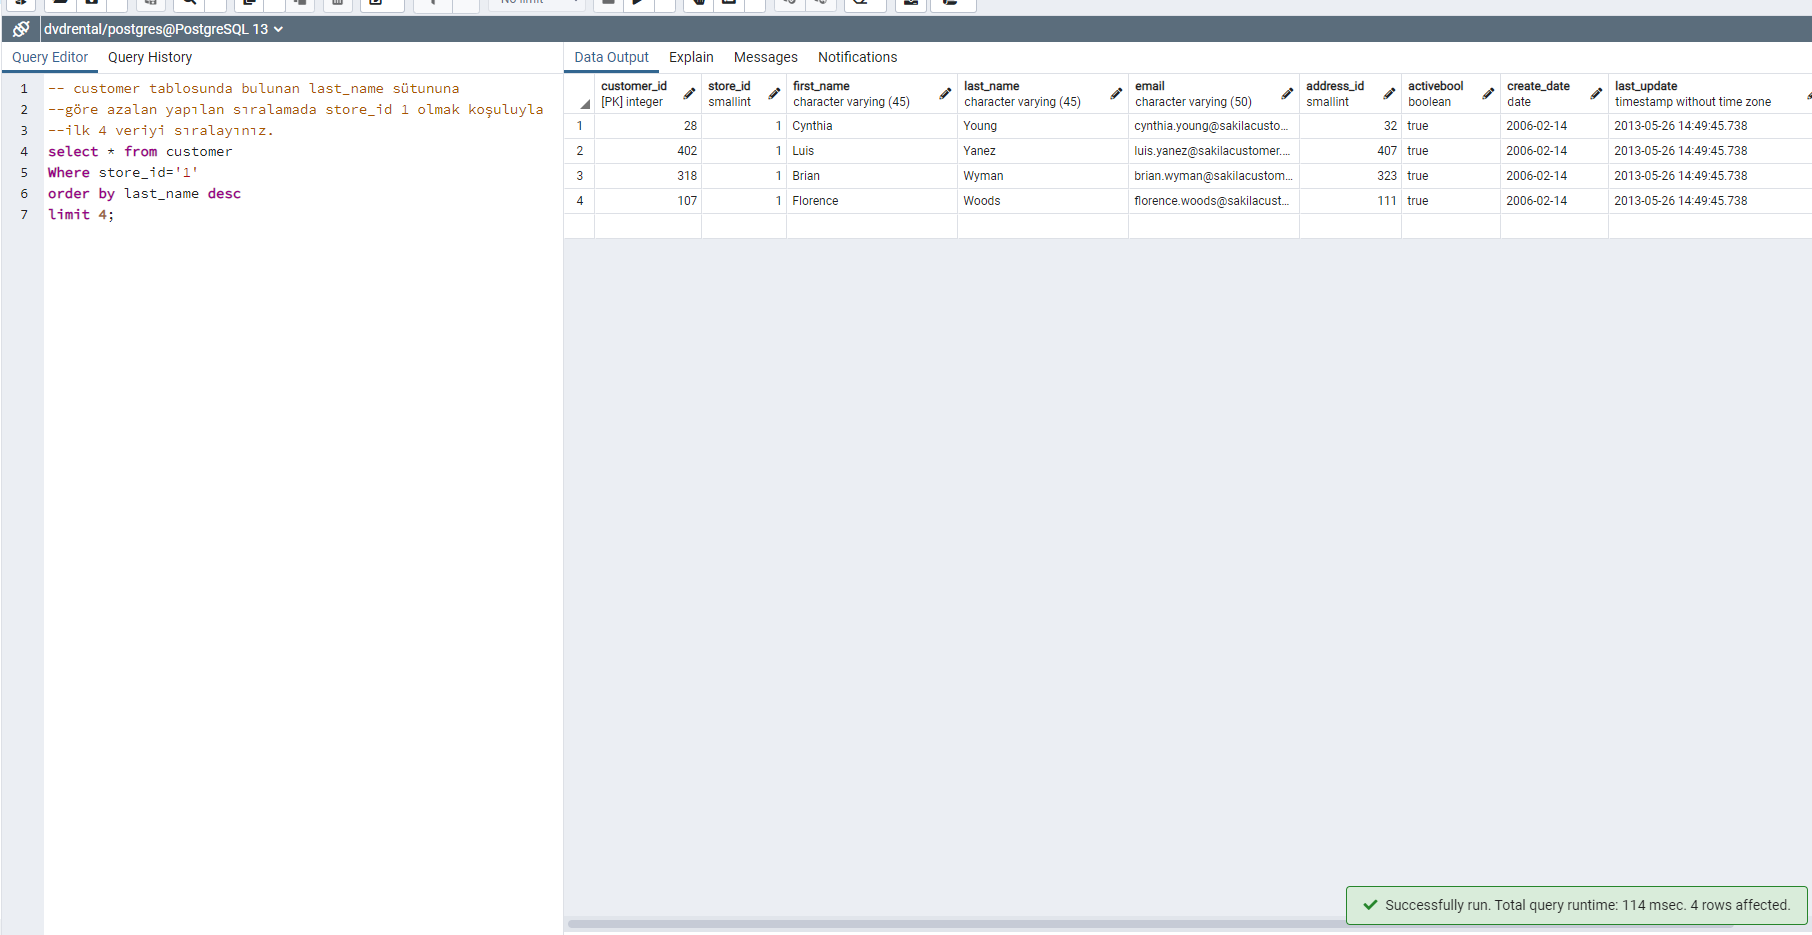 No limit
dvdrental/postgres@PostgreSQL 13
Query Editor Query History
1 -- customer tablosunda bulunan last_name sütununa
2 --göre azalan yapılan sıralamada store_id 1 olmak koşuluyla
3 --ilk 4 veriyi sıralayınız.
4 select * from customer
5 Where store_id='1'
6 order by last_name desc
7 limit 4;
Data Output Explain Messages Notifications
customer_id store_id first_name last_name email address_id activebool create_date last_update
[PK] integer smallint character varying (45) character varying (45) character varying (50) smallint boolean date timestamp without time zone
1 28 1 Cynthia Young cynthia.young@sakilacusto... 32 true 2006-02-14 2013-05-26 14:49:45.738
2 402 1 Luis Yanez luis.yanez@sakilacustomer.... 407 true 2006-02-14 2013-05-26 14:49:45.738
3 318 1 Brian Wyman brian.wyman@sakilacustom... 323 true 2006-02-14 2013-05-26 14:49:45.738
4 107 1 Florence Woods florence.woods@sakilacust... 111 true 2006-02-14 2013-05-26 14:49:45.738
Successfully run. Total query runtime: 114 msec. 4 rows affected.